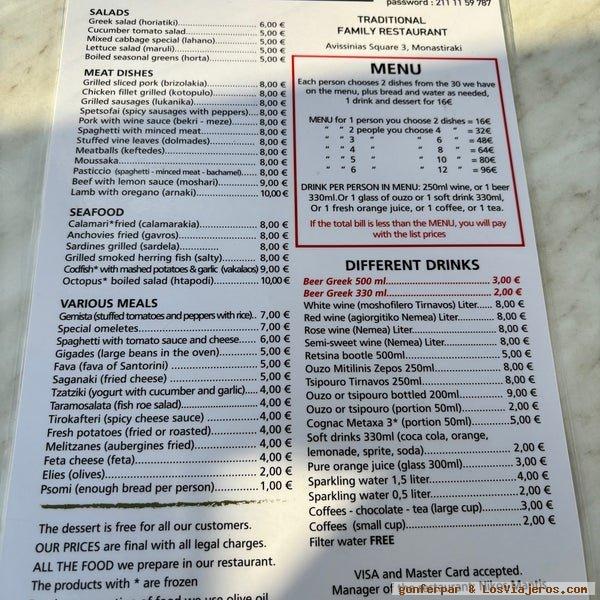 password : 211 11 59 787
SALADS
Greek salad (horiatiki)........ 6,00 €
Cucumber tomato salad........ 5,00 €
Mixed cabbage special (lahano)........ 5,00 €
Lettuce salad (maruli)........ 5,00 €
Boiled seasonal greens (horta)........ 5,00 €
MEAT DISHES
Grilled sliced pork (brizolakia)........ 8,00 €
Chicken fillet grilled (kotopulo)........ 8,00 €
Grilled sausages (lukanika)........ 8,00 €
Spetsofai (spicy sausages with peppers)..... 8,00 €
Pork with wine sauce (bekri - meze)........ 8,00 €
Spaghetti with minced meat........ 8,00 €
Stuffed vine leaves (dolmades)........ 8,00 €
Meatballs (keftedes)........ 8,00 €
Moussaka........ 8,00 €
Pasticcio (spaghetti - minced meat - bachamel)..... 8,00 €
Beef with lemon sauce (moshari)........ 9,00 €
Lamb with oregano (arnaki)........ 10,00 €
SEAFOOD
Calamari*fried (calamarakia)........ 8,00 €
Anchovies fried (gavros)........ 8,00 €
Sardines grilled (sardela)........ 8,00 €
Grilled smoked herring fish (salty)........ 8,00 €
Codfish* with mashed potatoes & garlic (vakalaos) 9,00 €
Octopus* boiled salad (htapodi)........ 10,00 €
VARIOUS MEALS
Gemista (stuffed tomatoes and peppers with rice).. 7,00 €
Special omeletes........ 7,00 €
Spaghetti with tomato sauce and cheese...... 6,00 €
Gigades (large beans in the oven)........ 5,00 €
Fava (fava of Santorini)........ 5,00 €
Saganaki (fried cheese)........ 5,00 €
Tzatziki (yogurt with cucumber and garlic).... 4,00 €
Taramosalata (fish roe salad)........ 4,00 €
Tirokafteri (spicy cheese sauce)........ 4,00 €
Fresh potatoes (fried or roasted)........ 4,00 €
Melitzanes (aubergines fried)........ 4,00 €
Feta cheese (feta)........ 4,00 €
Elies (olives)........ 2,00 €
Psomi (enough bread per person)........ 1,00 €
The dessert is free for all our customers.
OUR PRICES are final with all legal charges.
ALL THE FOOD we prepare in our restaurant.
The products with * are frozen
of food we use olive oil
TRADITIONAL
FAMILY RESTAURANT
Avissinias Square 3, Monastiraki
MENU
Each person chooses 2 dishes from the 30 we have
on the menu, plus bread and water as needed,
1 drink and dessert for 16€
MENU for 1 person you choose 2 dishes = 16€
" " 2 people you choose 4 " = 32€
" " 3 " " 6 " = 48€
" " 4 " " 8 " = 64€
" " 5 " " 10 " = 80€
" " 6 " " 12 " = 96€
DRINK PER PERSON IN MENU: 250ml wine, or 1 beer
330ml.Or 1 glass of ouzo or 1 soft drink 330ml,
Or 1 fresh orange juice, or 1 coffee, or 1 tea.
If the total bill is less than the MENU, you will pay
with the list prices
DIFFERENT DRINKS
Beer Greek 500 ml........ 3,00 €
Beer Greek 330 ml........ 2,00 €
White wine (moshofilero Tirnavos) Liter..... 8,00 €
Red wine (agiorgitiko Nemea) Liter........ 8,00 €
Rose wine (Nemea) Liter........ 8,00 €
Semi-sweet wine (Nemea) Liter........ 8,00 €
Retsina bootle 500ml........ 5,00 €
Ouzo Mitilinis Zepos 250ml........ 8,00 €
Tsipouro Tirnavos 250ml........ 8,00 €
Ouzo or tsipouro bottled 200ml........ 9,00 €
Ouzo or tsipouro (portion 50ml)........ 2,00 €
Cognac Metaxa 3* (portion 50ml)........ 5,00 €
Soft drinks 330ml (coca cola, orange,
lemonade, sprite, soda)........ 2,00 €
Pure orange juice (glass 300ml)........ 3,00 €
Sparkling water 1,5 liter........ 4,00 €
Sparkling water 0,5 liter........ 2,00 €
Coffees - chocolate - tea (large cup)........ 3,00 €
Coffees (small cup)........ 2,00 €
Filter water FREE
VISA and Master Card accepted.
Manager of the restaurant: Nikos
gonferpar @ LosViajeros.com